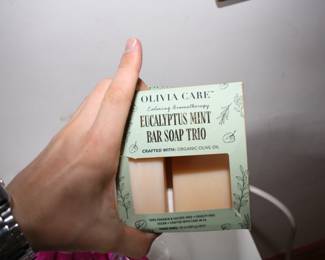 OLIVIA CARE™
Calming Aromatherapy
EUCALYPTUS MINT
BAR SOAP TRIO
CRAFTED WITH: ORGANIC OLIVE OIL